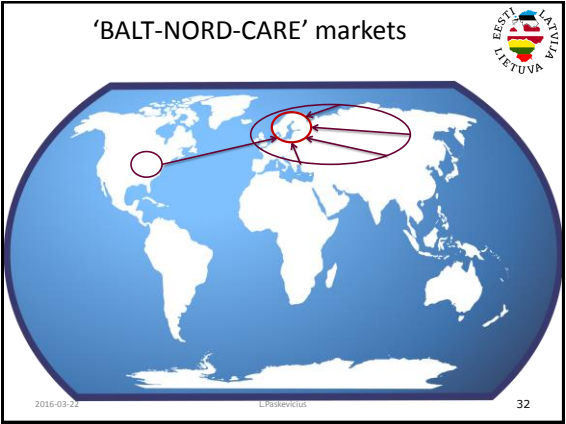 ‘BALT-NORD-CARE’ markets
EESTI LATVIJA
LIETUVA
2016-03-22
L.Paskevicius
32